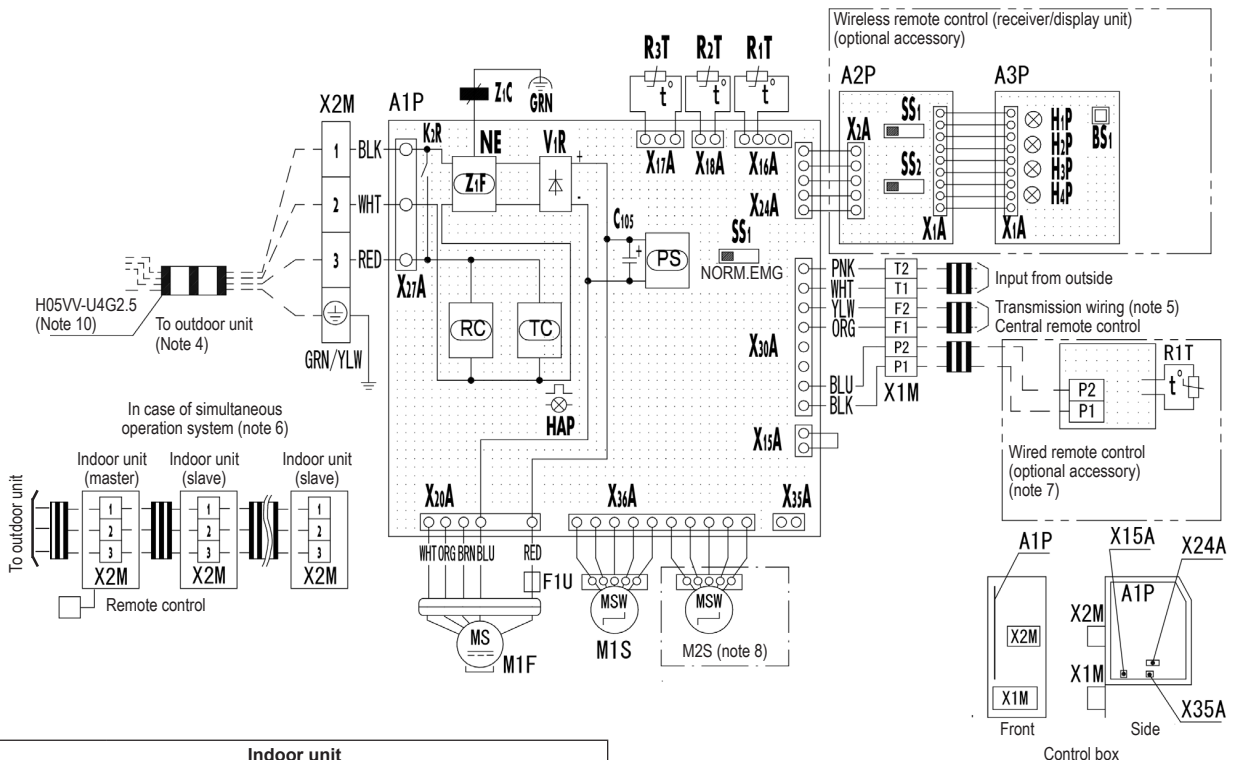 Wireless remote control (receiver/display unit)
(optional accessory)
R3T
R2T
R1T
t°
t°
t°
A2P
A3P
Z1C
GRN
X2M
A1P
K2R
NE
V1R
+
-
X17A
X18A
X16A
X2A
SS1
SS2
X1A
X1A
H1P
H2P
H3P
H4P
BS1
1
BLK
Z1F
2
WHT
X24A
C105
+
PS
SS1
NORM.EMG
3
RED
X27A
PNK
T2
Input from outside
WHT
T1
YLW
F2
Transmission wiring (note 5)
ORG
F1
Central remote control
P2
P1
BLU
BLK
X30A
X1M
H05VV-U4G2.5
(Note 10)
To outdoor unit
(Note 4)
GRN/YLW
RC
TC
HAP
R1T
t°
P2
P1
X15A
Wired remote control
(optional accessory)
(note 7)
In case of simultaneous
operation system (note 6)
Indoor unit
(master)
Indoor unit
(slave)
Indoor unit
(slave)
To outdoor unit
1
2
3
X2M
1
2
3
X2M
1
2
3
X2M
Remote control
X20A
X36A
X35A
WHT
ORG
BRN
BLU
RED
F1U
MS
M1F
MSW
M1S
MSW
M2S (note 8)
A1P
X2M
X1M
Front
X15A
X24A
A1P
X2M
X1M
X35A
Side
Control box
Indoor unit